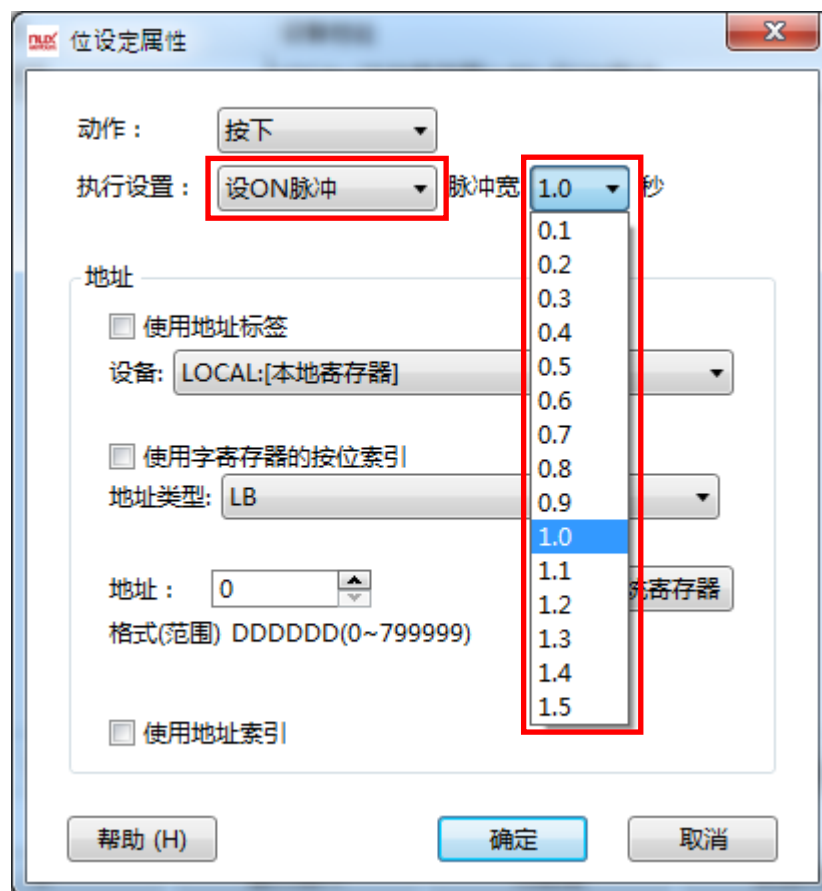 nux 位设定属性
动作： 按下
执行设置： 设ON脉冲 脉冲宽 1.0 秒
0.1
0.2
地址
0.3
使用地址标签
0.4
设备: LOCAL:[本地寄存器]
0.5
0.6
0.7
使用字寄存器的按位索引
0.8
地址类型: LB
0.9
1.0
1.1
地址： 0 寄存器
1.2
格式(范围) DDDDDD(0~799999)
1.3
1.4
1.5
使用地址索引
帮助 (H) 确定 取消